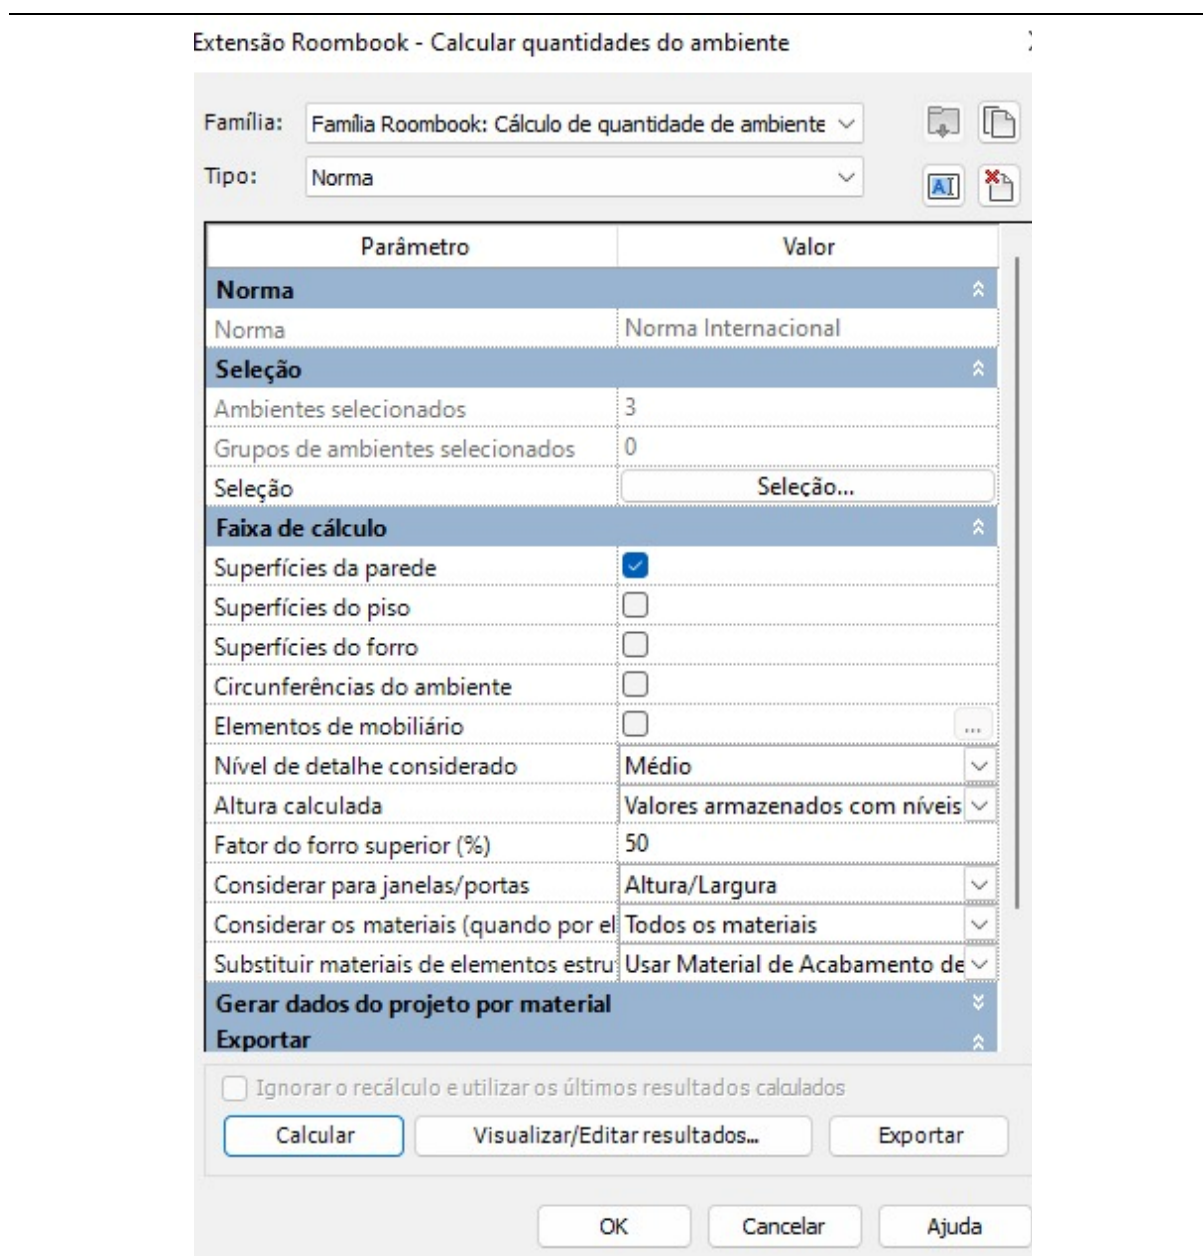 Extensão Roombook - Calcular quantidades do ambiente
Família: Família Roombook: Cálculo de quantidade de ambiente
Tipo: Norma
Parâmetro Valor
Norma
Norma Norma Internacional
Seleção
Ambientes selecionados 3
Grupos de ambientes selecionados 0
Seleção Seleção...
Faixa de cálculo
Superfícies da parede
Superfícies do piso
Superfícies do forro
Circunferências do ambiente
Elementos de mobiliário ...
Nível de detalhe considerado Médio
Altura calculada Valores armazenados com níveis
Fator do forro superior (%) 50
Considerar para janelas/portas Altura/Largura
Considerar os materiais (quando por el Todos os materiais
Substituir materiais de elementos estru Usar Material de Acabamento de
Gerar dados do projeto por material
Exportar
Ignorar o recálculo e utilizar os últimos resultados calculados
Calcular Visualizar/Editar resultados... Exportar
OK Cancelar Ajuda